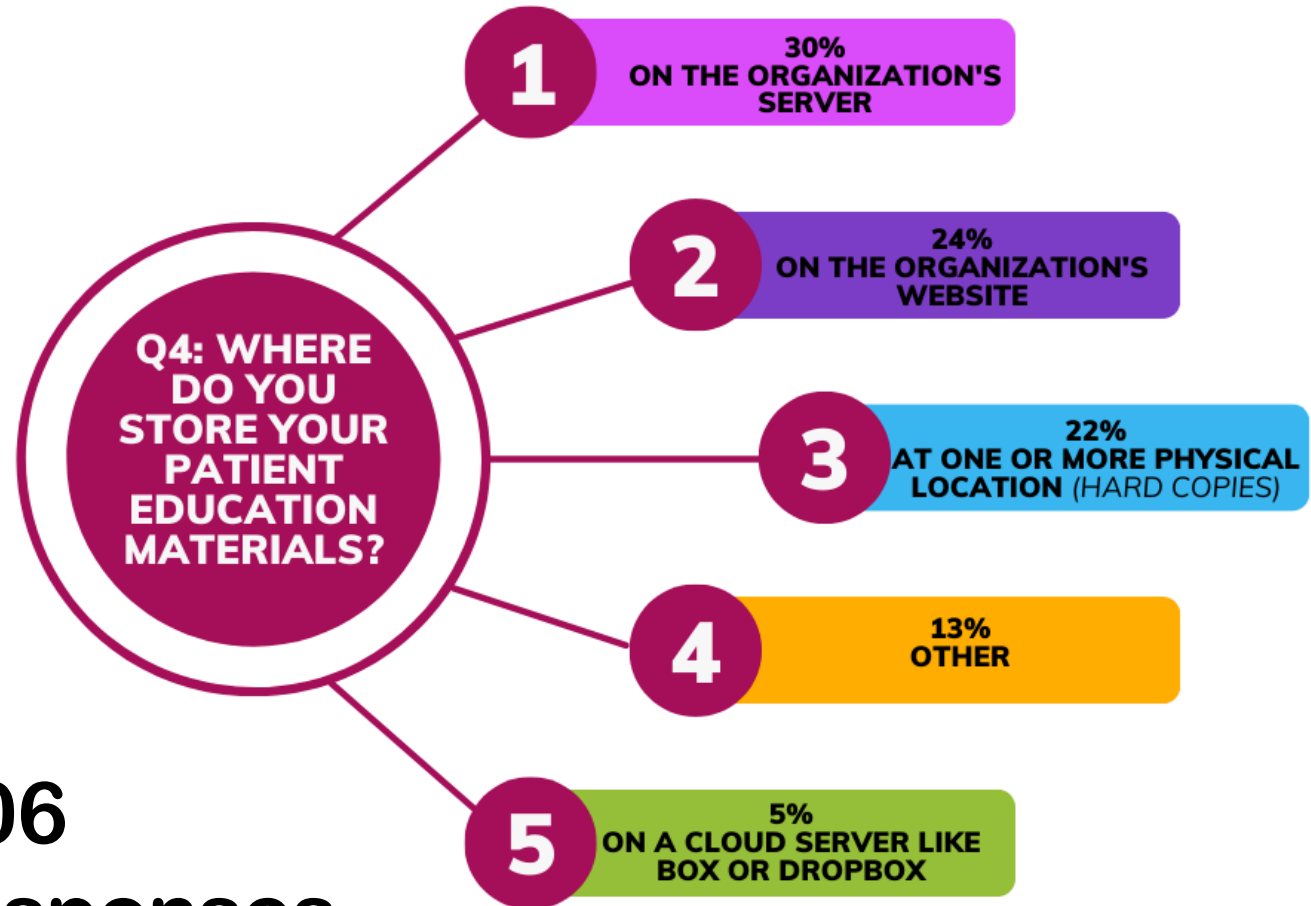 1
30%
ON THE ORGANIZATION'S
SERVER
2
24%
ON THE ORGANIZATION'S
WEBSITE
Q4: WHERE
DO YOU
STORE YOUR
PATIENT
EDUCATION
MATERIALS?
3
22%
AT ONE OR MORE PHYSICAL
LOCATION (HARD COPIES)
4
13%
OTHER
5
5%
ON A CLOUD SERVER LIKE
BOX OR DROPBOX